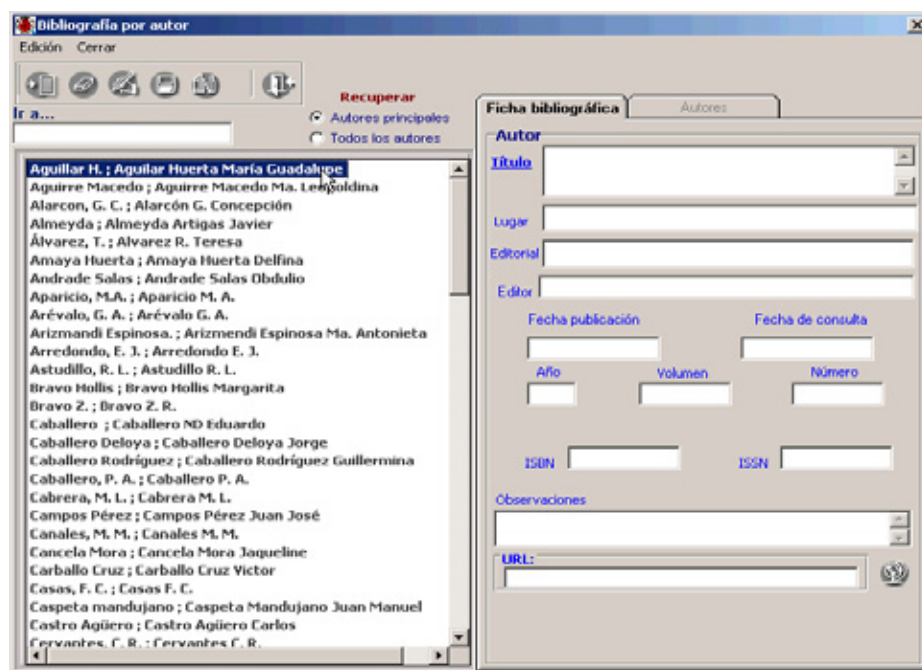 Bibliografía por autor
Edición Cerrar
Ir a...
Recuperar
Autores principales
Todos los autores
Aguillar H. ; Aguilar Huerta María Guadalupe
Aguirre Macedo ; Aguirre Macedo Ma. Leopoldina
Alarcon, G. C. ; Alarcón G. Concepción
Almeyda ; Almeyda Artigas Javier
Álvarez, T. ; Alvarez R. Teresa
Amaya Huerta ; Amaya Huerta Delfina
Andrade Salas ; Andrade Salas Obdulio
Aparicio, M.A. ; Aparicio M. A.
Arévalo, G. A. ; Arévalo G. A.
Arizmandi Espinosa. ; Arizmendi Espinosa Ma. Antonieta
Arredondo, E. J. ; Arredondo E. J.
Astudillo, R. L. ; Astudillo R. L.
Bravo Hollis ; Bravo Hollis Margarita
Bravo Z. ; Bravo Z. R.
Caballero ; Caballero ND Eduardo
Caballero Deloya ; Caballero Deloya Jorge
Caballero Rodríguez ; Caballero Rodríguez Guillermina
Caballero, P. A. ; Caballero P. A.
Cabrera, M. L. ; Cabrera M. L.
Campos Pérez ; Campos Pérez Juan José
Canales, M. M. ; Canales M. M.
Cancela Mora ; Cancela Mora Jaqueline
Carballo Cruz ; Carballo Cruz Victor
Casas, F. C. ; Casas F. C.
Caspeta mandujano ; Caspeta Mandujano Juan Manuel
Castro Agüero ; Castro Agüero Carlos
Cervantes, C. R. ; Cervantes C. R.
Ficha bibliográfica Autores
Autor
Título
Lugar
Editorial
Editor
Fecha publicación Fecha de consulta
Año Volumen Número
ISBN ISSN
Observaciones
URL: